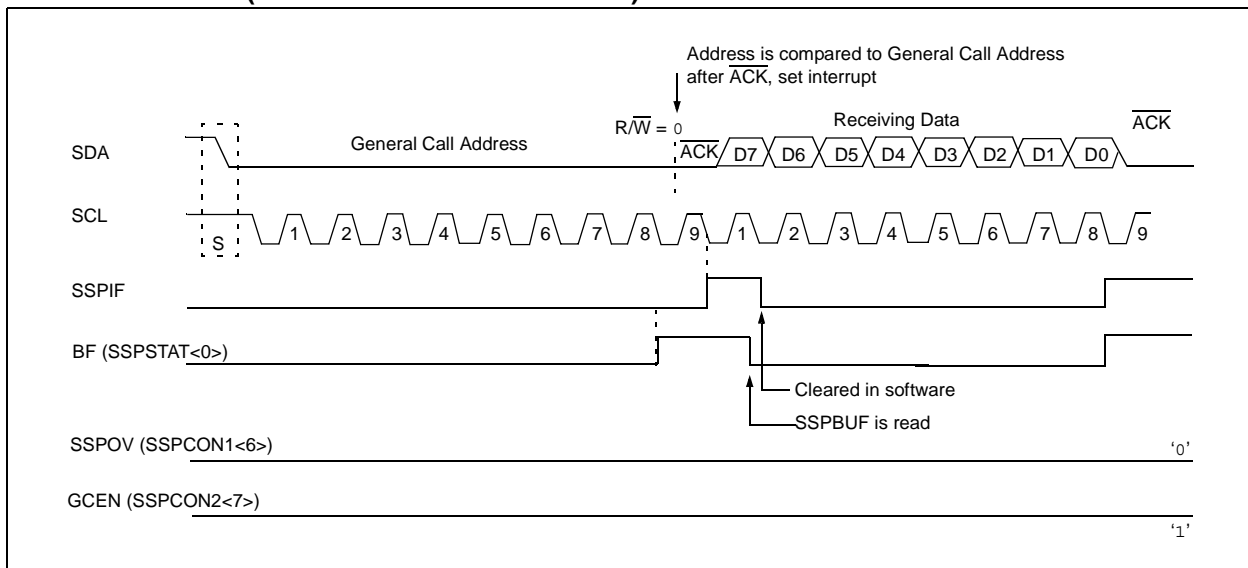 Address is compared to General Call Address
after ACK, set interrupt
R/W = 0
Receiving Data
ACK
SDA
General Call Address
ACK D7 D6 D5 D4 D3 D2 D1 D0
SCL
S
1 2 3 4 5 6 7 8 9 1 2 3 4 5 6 7 8 9
SSPIF
BF (SSPSTAT<0>)
Cleared in software
SSPBUF is read
SSPOV (SSPCON1<6>)
‘0’
GCEN (SSPCON2<7>)
‘1’